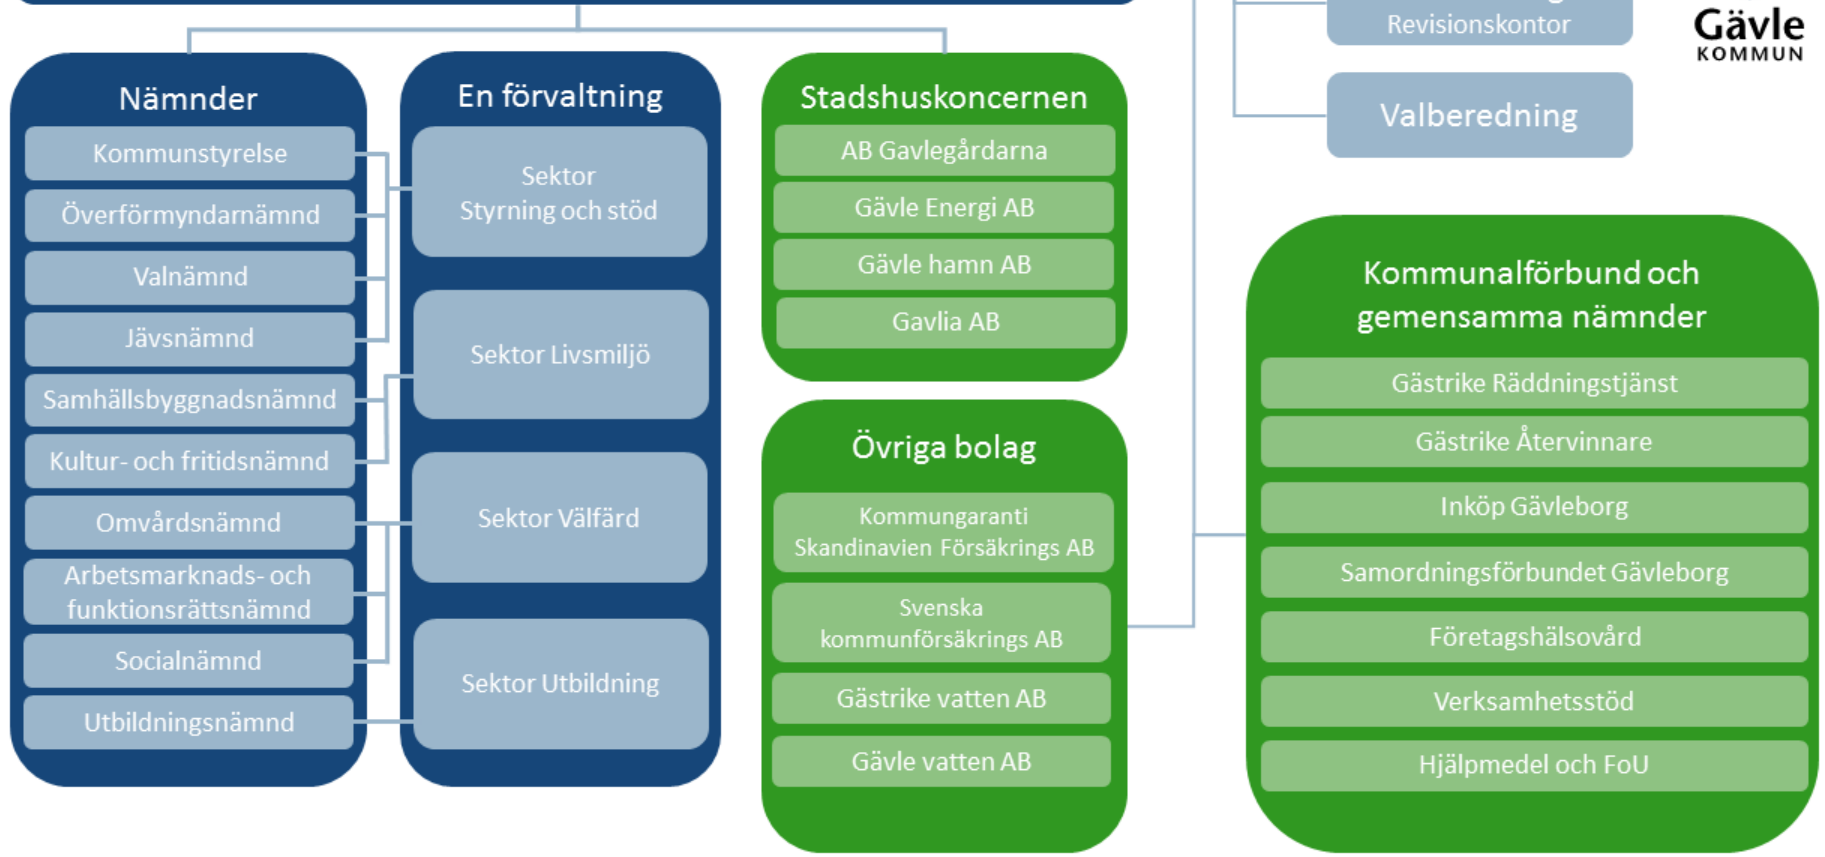 Revisionskontor
Gävle
KOMMUN
Valberedning
Nämnder
Kommunstyrelse
Överförmyndarnämnd
Valnämnd
Jävsnämnd
Samhällsbyggnadsnämnd
Kultur- och fritidsnämnd
Omvårdsnämnd
Arbetsmarknads- och
funktionsrättsnämnd
Socialnämnd
Utbildningsnämnd
En förvaltning
Sektor
Styrning och stöd
Sektor Livsmiljö
Sektor Välfärd
Sektor Utbildning
Stadshuskoncernen
AB Gavlegårdarna
Gävle Energi AB
Gävle hamn AB
Gavlia AB
Övriga bolag
Kommungaranti
Skandinavien Försäkrings AB
Svenska
kommunförsäkrings AB
Gästrike vatten AB
Gävle vatten AB
Kommunalförbund och
gemensamma nämnder
Gästrike Räddningstjänst
Gästrike Återvinnare
Inköp Gävleborg
Samordningsförbundet Gävleborg
Företagshälsovård
Verksamhetsstöd
Hjälpmedel och FoU